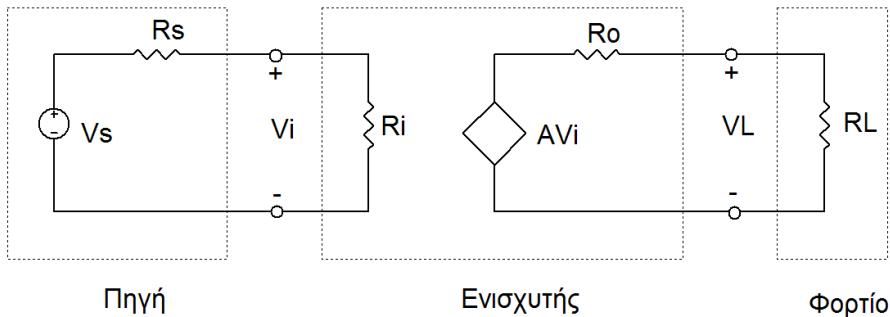 Rs
Ro
+
+
Vs
Vi
Ri
AVi
VL
RL
-
-
Πηγή
Ενισχυτής
Φορτίο